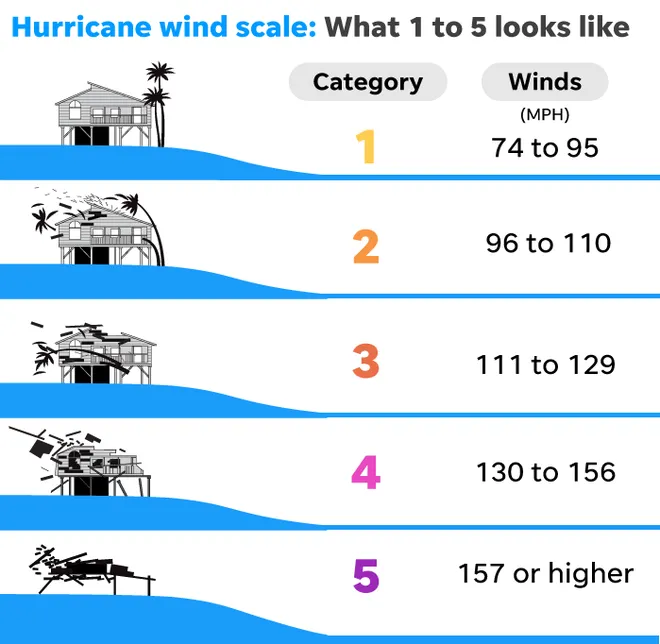 Hurricane wind scale: What 1 to 5 looks like
Category Winds
(MPH)
1 74 to 95
2 96 to 110
3 111 to 129
4 130 to 156
5 157 or higher